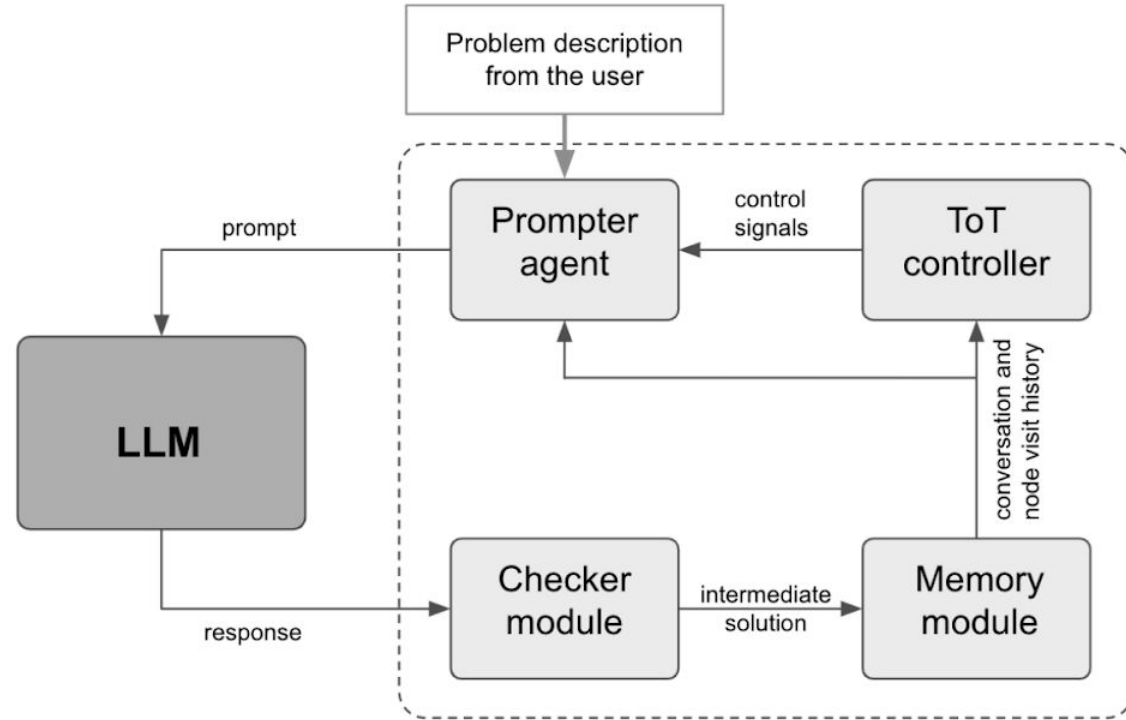 Problem description
from the user
prompt
Prompter
agent
control
signals
ToT
controller
LLM
conversation and
node visit history
response
Checker
module
intermediate
solution
Memory
module